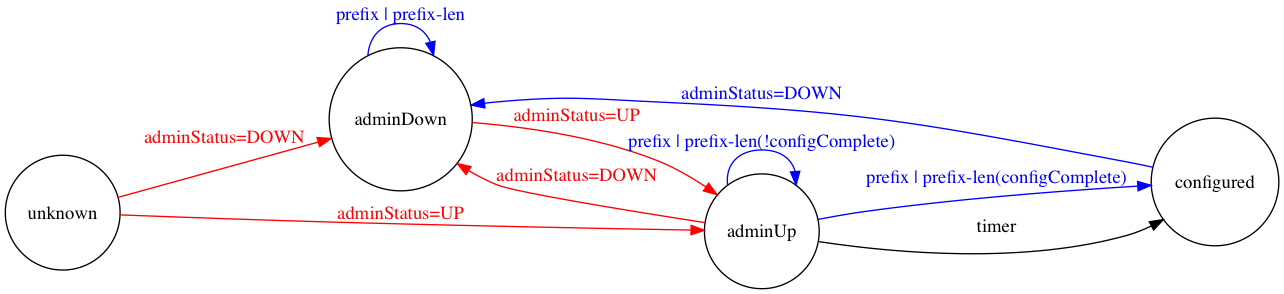 prefix | prefix-len
adminStatus=DOWN
adminDown
adminStatus=UP
adminStatus=DOWN
prefix | prefix-len(!configComplete)
adminStatus=DOWN
prefix | prefix-len(configComplete)
configured
unknown
adminStatus=UP
adminUp
timer